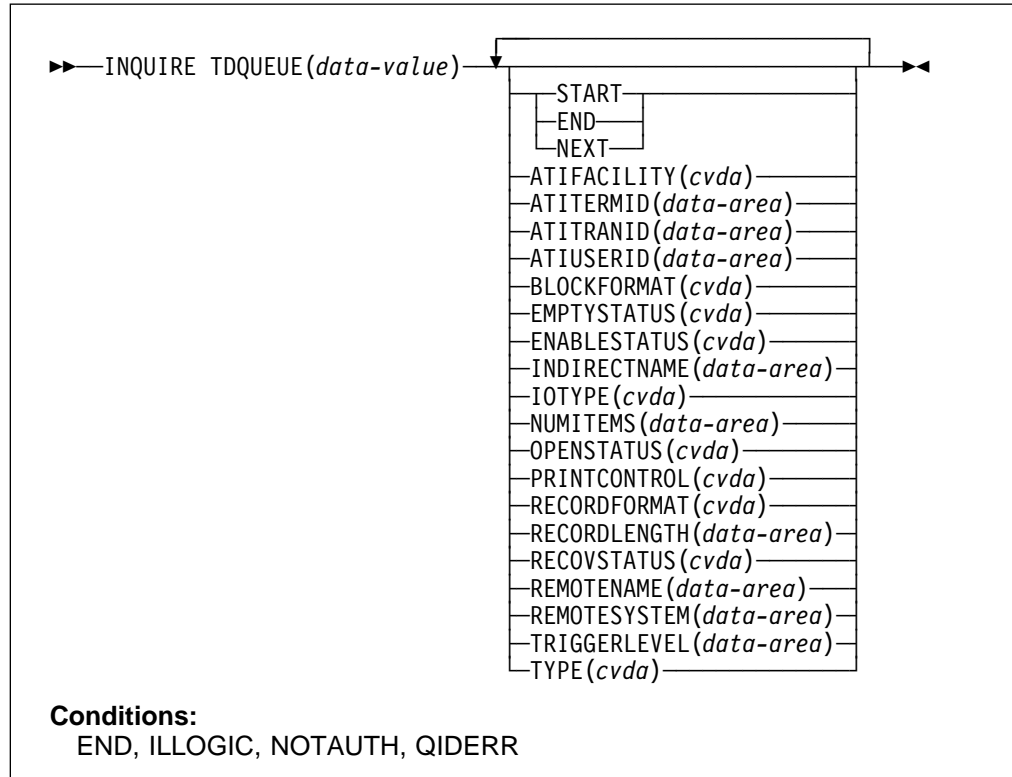 INQUIRE TDQUEUE(data-value)
START
END
NEXT
ATIFACILITY(cvda)
ATITERMID(data-area)
ATITRANID(data-area)
ATIUSERID(data-area)
BLOCKFORMAT(cvda)
EMPTYSTATUS(cvda)
ENABLESTATUS(cvda)
INDIRECTNAME(data-area)
IOTYPE(cvda)
NUMITEMS(data-area)
OPENSTATUS(cvda)
PRINTCONTROL(cvda)
RECORDFORMAT(cvda)
RECORDLENGTH(data-area)
RECOVSTATUS(cvda)
REMOTENAME(data-area)
REMOTESYSTEM(data-area)
TRIGGERLEVEL(data-area)
TYPE(cvda)
Conditions:
END, ILLOGIC, NOTAUTH, QIDERR